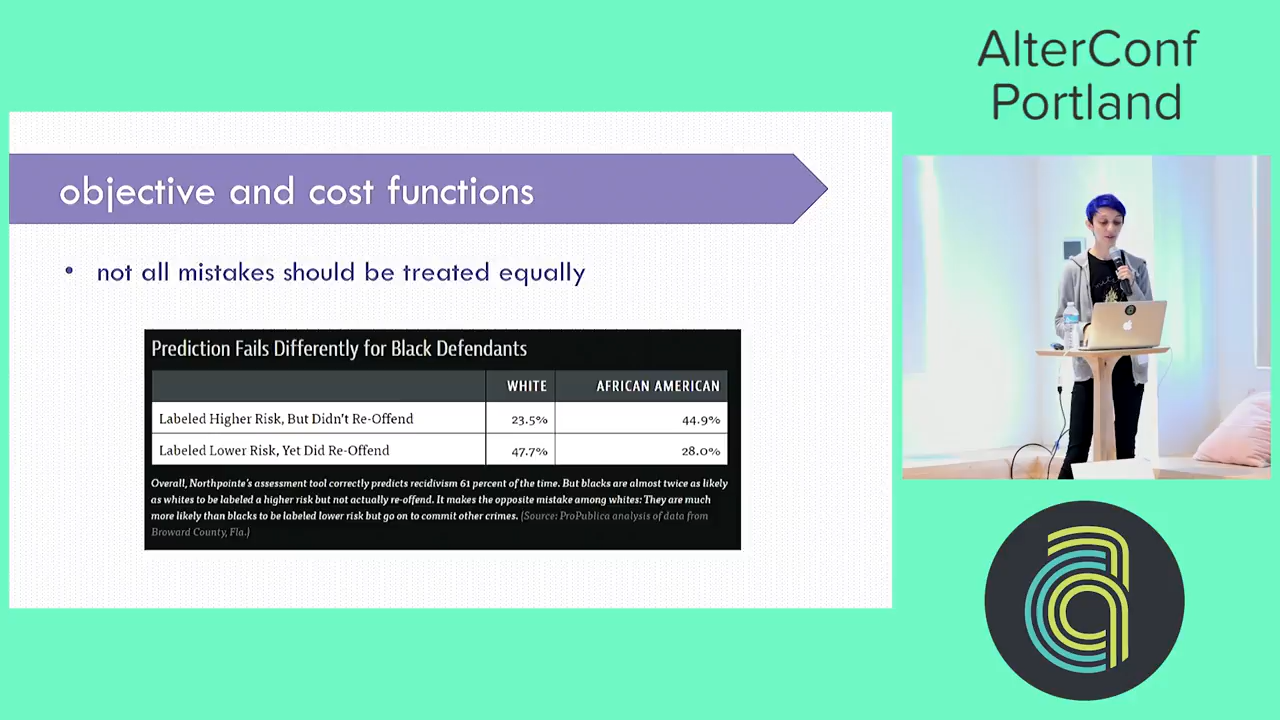 AlterConf
Portland
objective and cost functions
• not all mistakes should be treated equally
Prediction Fails Differently for Black Defendants
WHITE AFRICAN AMERICAN
Labeled Higher Risk, But Didn't Re-Offend 23.5% 44.9%
Labeled Lower Risk, Yet Did Re-Offend 47.7% 28.0%
Overall, Northpointe's assessment tool correctly predicts recidivism 61 percent of the time. But blacks are almost twice as likely
as whites to be labeled a higher risk but not actually re-offend. It makes the opposite mistake among whites: They are much
more likely than blacks to be labeled lower risk but go on to commit other crimes. (Source: ProPublica analysis of data from
Broward County, Fla.)